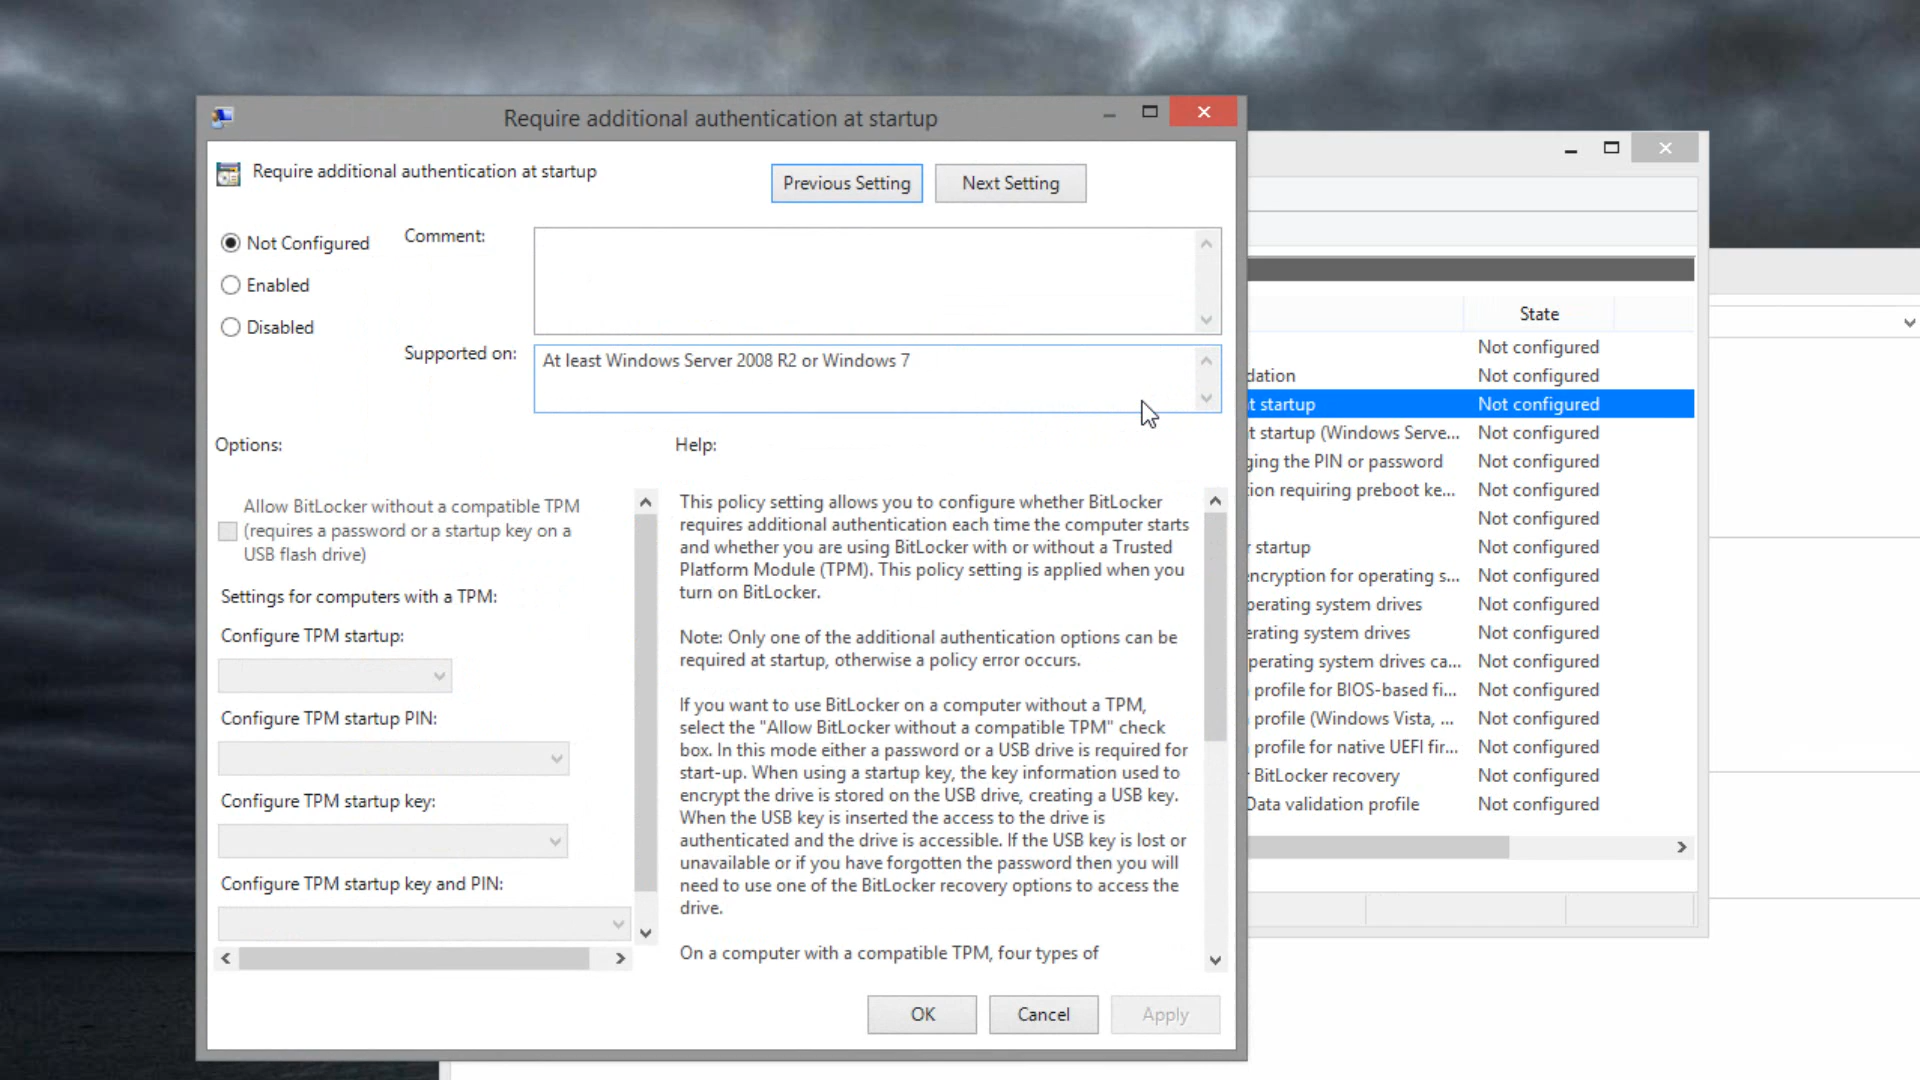 Require additional authentication at startup
Require additional authentication at startup
Previous Setting
Next Setting
Not Configured
Enabled
Disabled
Comment:
Supported on:
At least Windows Server 2008 R2 or Windows 7
Options:
Help:
Allow BitLocker without a compatible TPM
(requires a password or a startup key on a
USB flash drive)
Settings for computers with a TPM:
Configure TPM startup:
Configure TPM startup PIN:
Configure TPM startup key:
Configure TPM startup key and PIN:
This policy setting allows you to configure whether BitLocker
requires additional authentication each time the computer starts
and whether you are using BitLocker with or without a Trusted
Platform Module (TPM). This policy setting is applied when you
turn on BitLocker.
Note: Only one of the additional authentication options can be
required at startup, otherwise a policy error occurs.
If you want to use BitLocker on a computer without a TPM,
select the "Allow BitLocker without a compatible TPM" check
box. In this mode either a password or a USB drive is required for
start-up. When using a startup key, the key information used to
encrypt the drive is stored on the USB drive, creating a USB key.
When the USB key is inserted the access to the drive is
authenticated and the drive is accessible. If the USB key is lost or
unavailable or if you have forgotten the password then you will
need to use one of the BitLocker recovery options to access the
drive.
On a computer with a compatible TPM, four types of
OK
Cancel
Apply
State
Not configured
dation Not configured
t startup Not configured
t startup (Windows Serve... Not configured
ging the PIN or password Not configured
ion requiring preboot ke... Not configured
Not configured
r startup Not configured
encryption for operating s... Not configured
perating system drives Not configured
erating system drives Not configured
perating system drives ca... Not configured
profile for BIOS-based fi... Not configured
profile (Windows Vista, ... Not configured
profile for native UEFI fir... Not configured
BitLocker recovery Not configured
Data validation profile Not configured